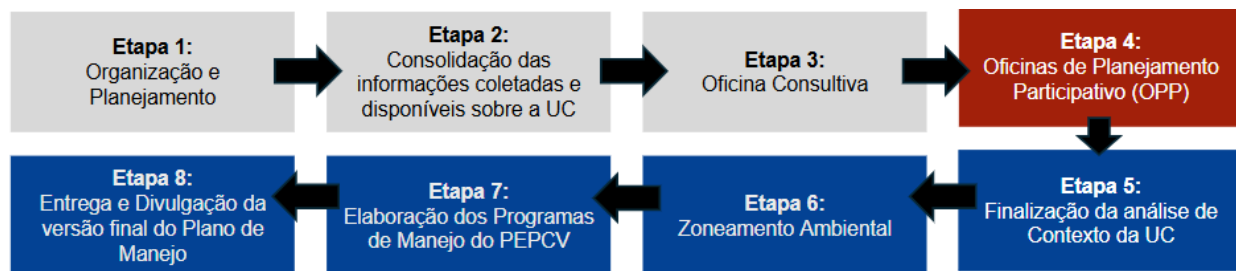 Etapa 1:
Organização e
Planejamento
Etapa 2:
Consolidação das
informações coletadas e
disponíveis sobre a UC
Etapa 3:
Oficina Consultiva
Etapa 4:
Oficinas de Planejamento
Participativo (OPP)
Etapa 5:
Finalização da análise de
Contexto da UC
Etapa 6:
Zoneamento Ambiental
Etapa 7:
Elaboração dos Programas
de Manejo do PEPCV
Etapa 8:
Entrega e Divulgação da
versão final do Plano de
Manejo